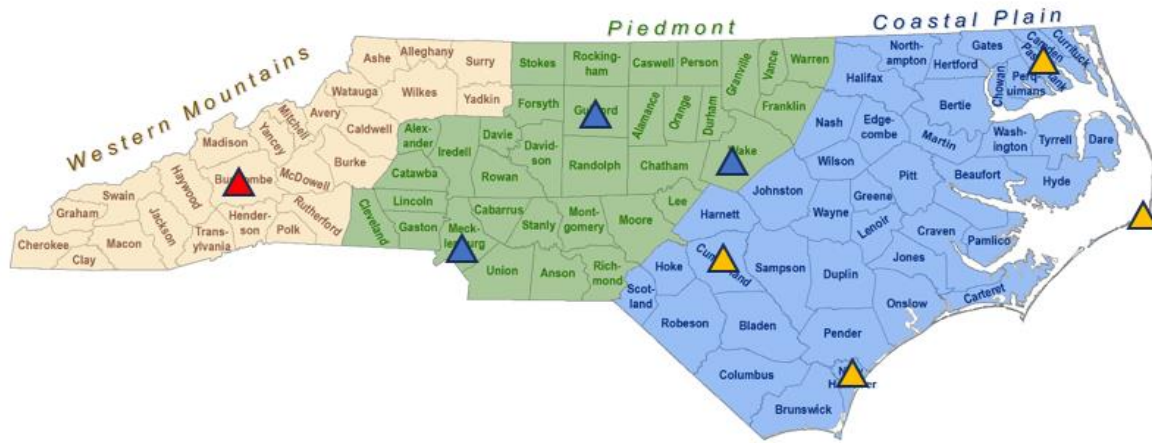 Western Mountains
Piedmont
Coastal Plain
Ashe
Alleghany
Surry
Watauga
Wilkes
Yadkin
Avery
Mitchell
Yancey
Madison
Caldwell
Burke
McDowell
Buncombe
Haywood
Swain
Graham
Cherokee
Clay
Macon
Jackson
Trans-
ylvania
Hender-
son
Polk
Rutherford
Stokes
Rocking-
ham
Caswell
Person
Granville
Vance
Warren
Forsyth
Guilford
Alamance
Orange
Durham
Franklin
Alex-
ander
Iredell
Davie
David-
son
Randolph
Chatham
Wake
Catawba
Rowan
Lincoln
Cleveland
Gaston
Meck-
lenburg
Cabarrus
Stanly
Mont-
gomery
Moore
Lee
Union
Anson
Rich-
mond
North-
ampton
Gates
Camden
Currituck
Pasquotank
Hertford
Halifax
Chowan
Perq-
uimans
Bertie
Nash
Edge-
combe
Martin
Wash-
ington
Tyrrell
Dare
Wilson
Pitt
Beaufort
Hyde
Johnston
Greene
Wayne
Lenoir
Craven
Pamlico
Harnett
Jones
Carteret
Hoke
Cumberland
Sampson
Duplin
Onslow
Scot-
land
Robeson
Bladen
Pender
Columbus
New
Hanover
Brunswick